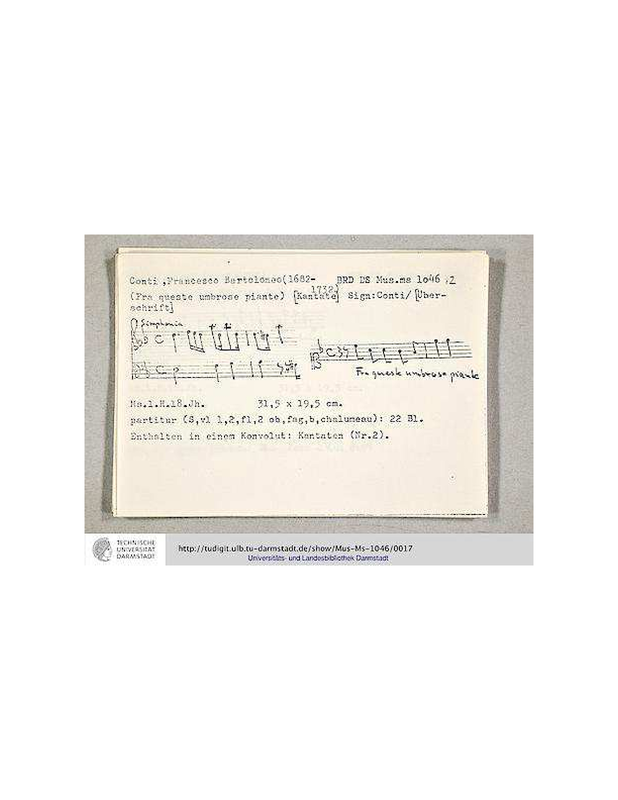 Conti ,Francesco Bartolomeo(1682- BRD DS Mus.ms 1046 ,2
1732)
(Fra queste umbrose piante) [Kantate] Sign:Conti/ [Über-
schrift]
Simphonia
Fra queste umbrose piante
Ms.1.H.18.Jh. 31,5 x 19,5 cm.
partitur (S,vl 1,2,fl,2 ob,fag,b,chalumeau): 22 Bl.
Enthalten in einem Konvolut: Kantaten (Nr.2).
TECHNISCHE
UNIVERSITÄT
DARMSTADT
http://tudigit.ulb.tu-darmstadt.de/show/Mus-Ms-1046/0017
Universitäts- und Landesbibliothek Darmstadt